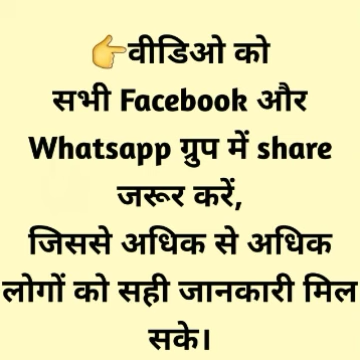 👉वीडिओ को
सभी Facebook और
Whatsapp ग्रुप में share
जरूर करें,
जिससे अधिक से अधिक
लोगों को सही जानकारी मिल
सके।